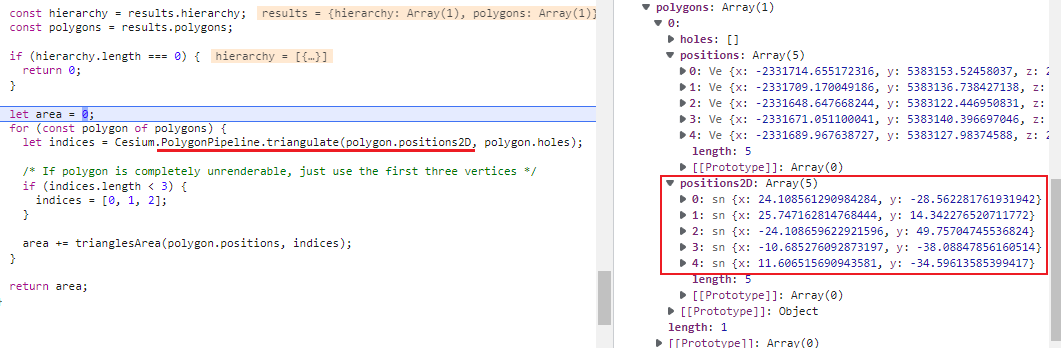 const hierarchy = results.hierarchy; results = {hierarchy: Array(1), polygons: Array(1)}
const polygons = results.polygons;
if (hierarchy.length === 0) { hierarchy = [{…}]
return 0;
}
let area = 0;
for (const polygon of polygons) {
let indices = Cesium.PolygonPipeline.triangulate(polygon.positions2D, polygon.holes);
/* If polygon is completely unrenderable, just use the first three vertices */
if (indices.length < 3) {
indices = [0, 1, 2];
}
area += trianglesArea(polygon.positions, indices);
}
return area;
polygons: Array(1)
0:
holes: []
positions: Array(5)
0: Ve {x: -2331714.655172316, y: 5383153.52458037, z: 2
1: Ve {x: -2331709.170049186, y: 5383136.738427138, z:
2: Ve {x: -2331648.647668244, y: 5383122.446950831, z:
3: Ve {x: -2331671.051100041, y: 5383140.396697046, z:
4: Ve {x: -2331689.967638727, y: 5383127.98374588, z: 2
length: 5
[[Prototype]]: Array(0)
positions2D: Array(5)
0: sn {x: 24.108561290984284, y: -28.562281761931942}
1: sn {x: 25.747162814768444, y: 14.342276520711772}
2: sn {x: -24.108659622921596, y: 49.75704745536824}
3: sn {x: -10.685276092873197, y: -38.08847856160514}
4: sn {x: 11.606515690943581, y: -34.59613585399417}
length: 5
[[Prototype]]: Array(0)
[[Prototype]]: Object
length: 1
[[Prototype]]: Array(0)